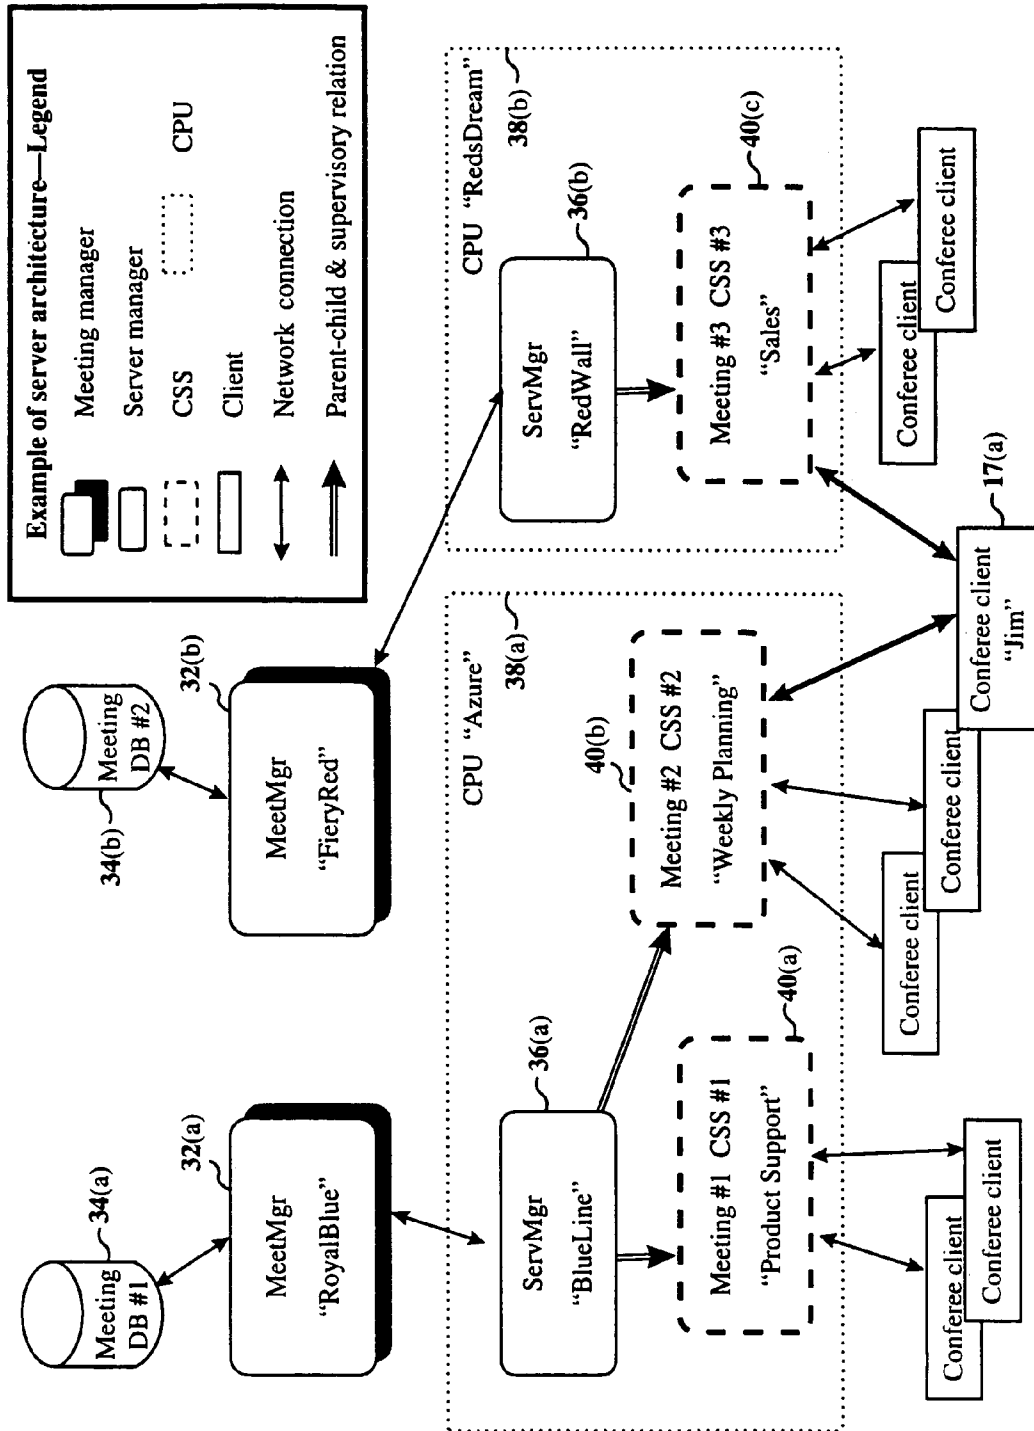 Example of server architecture—Legend
Meeting manager
Server manager
CSS
CPU
Client
Network connection
Parent-child & supervisory relation
Meeting
DB #1
34(a)
Meeting
DB #2
34(b)
32(a)
MeetMgr
“RoyalBlue”
32(b)
MeetMgr
“FieryRed”
CPU “Azure”
38(a)
CPU “RedsDream”
38(b)
ServMgr
“BlueLine”
36(a)
ServMgr
“RedWall”
36(b)
Meeting #1 CSS #1
“Product Support”
40(a)
40(b)
Meeting #2 CSS #2
“Weekly Planning”
Meeting #3 CSS #3
“Sales”
40(c)
Conferee client
Conferee client
Conferee client
Conferee client
Conferee client
“Jim”
17(a)
Conferee client
Conferee client